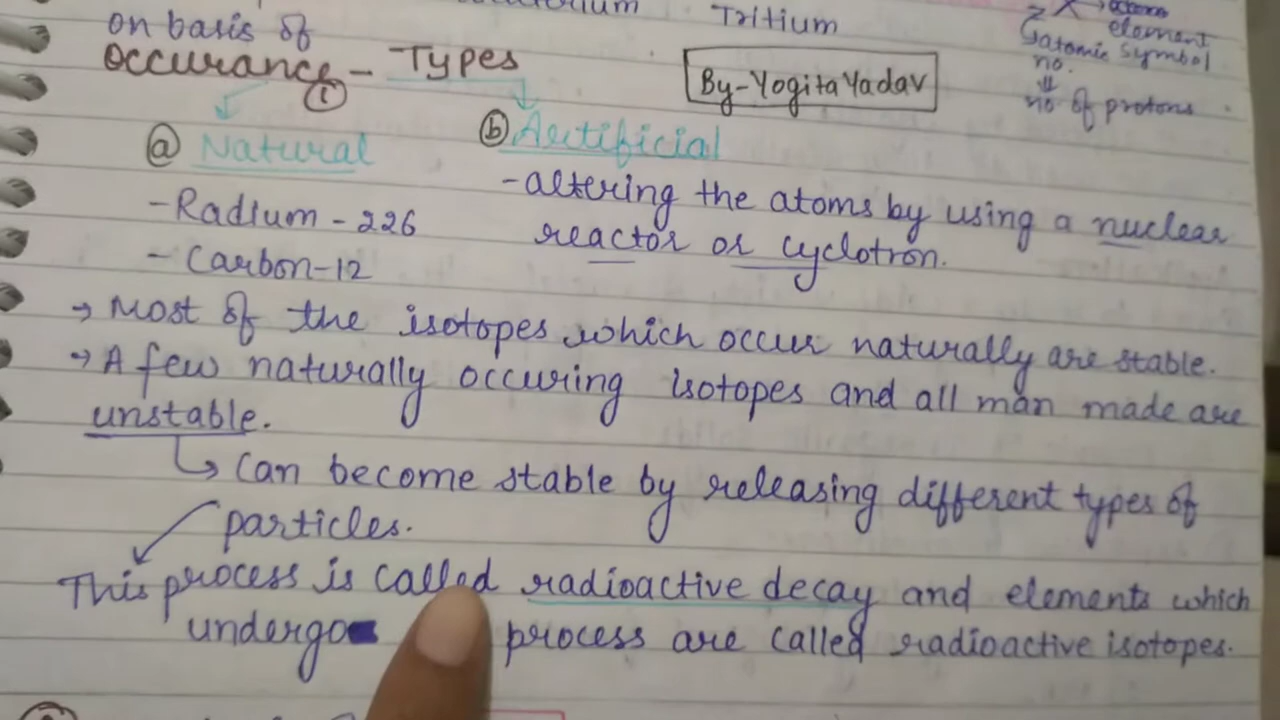 Tritium
on basis of
Occurance - Types
①
By-Yogita Yadav
Z X → atoms
element
atomic symbol
no.
⇓
no of protons
ⓐ Natural
- Radium - 226
- Carbon-12
ⓑ Artificial
- altering the atoms by using a nuclear
reactor or cyclotron.
→ Most of the isotopes which occur naturally are stable.
→ A few naturally occuring isotopes and all man made are
unstable.
↳ Can become stable by releasing different types of
particles.
This process is called radioactive decay and elements which
undergo process are called radioactive isotopes.